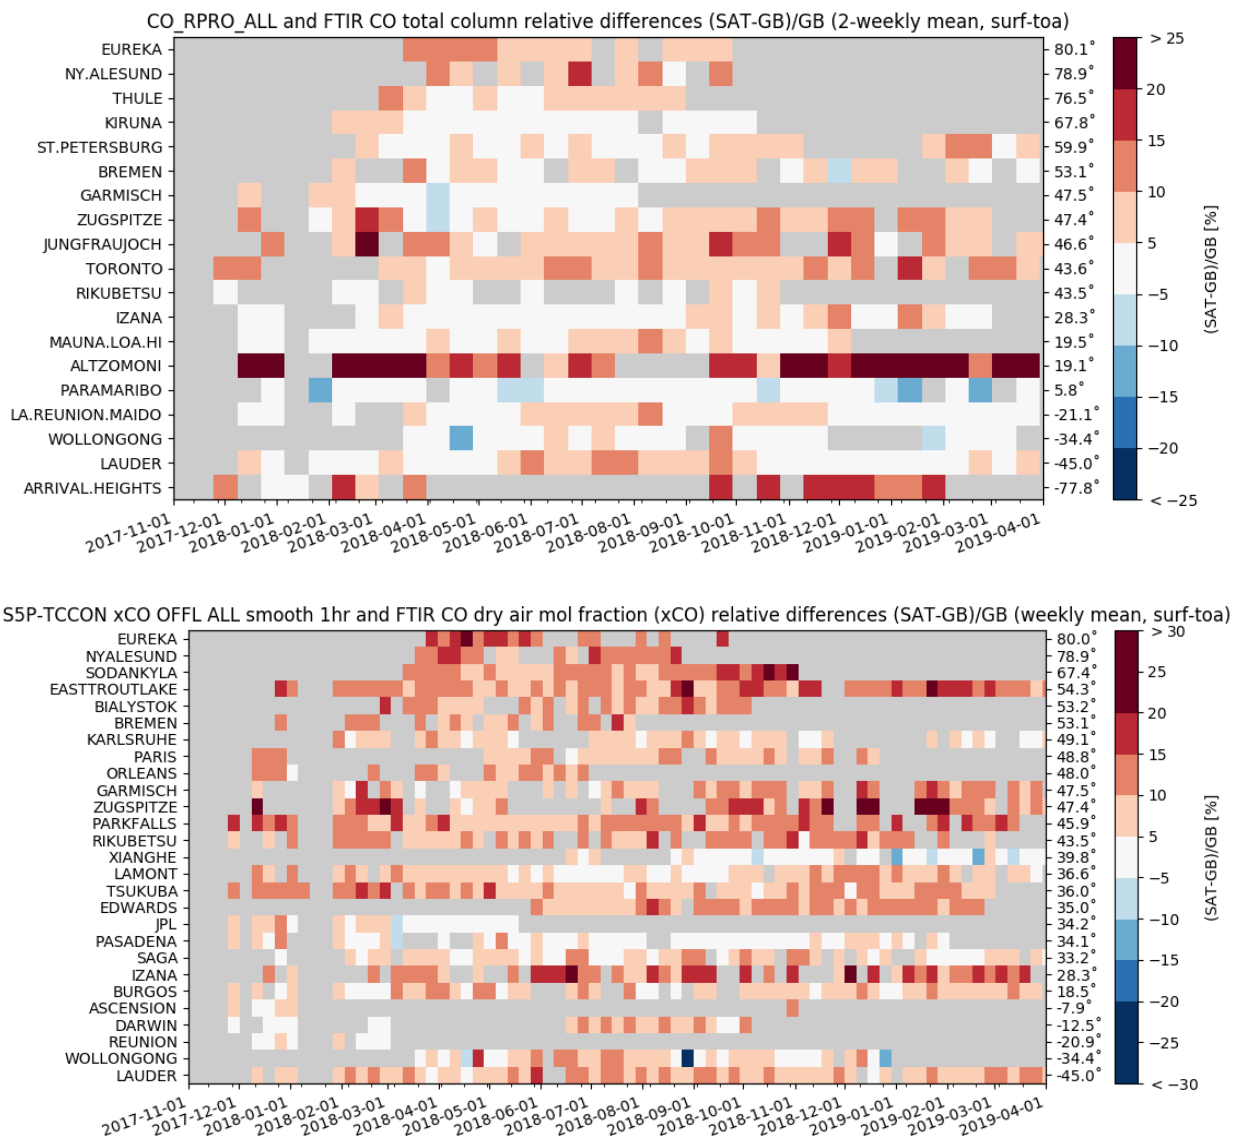 CO_RPRO_ALL and FTIR CO total column relative differences (SAT-GB)/GB (2-weekly mean, surf-toa)
EUREKA 80.1° > 25
NY.ALESUND 78.9°
THULE 76.5° 20
KIRUNA 67.8°
ST.PETERSBURG 59.9° 15
BREMEN 53.1°
GARMISCH 47.5° 10
ZUGSPITZE 47.4°
JUNGFRAUJOCH 46.6° 5
TORONTO 43.6°
RIKUBETSU 43.5° −5
IZANA 28.3°
MAUNA.LOA.HI 19.5° −10
ALTZOMONI 19.1°
PARAMARIBO 5.8° −15
LA.REUNION.MAIDO -21.1°
WOLLONGONG -34.4° −20
LAUDER -45.0°
ARRIVAL.HEIGHTS -77.8° < −25
(SAT-GB)/GB [%]
2017-11-01 2017-12-01 2018-01-01 2018-02-01 2018-03-01 2018-04-01 2018-05-01 2018-06-01 2018-07-01 2018-08-01 2018-09-01 2018-10-01 2018-11-01 2018-12-01 2019-01-01 2019-02-01 2019-03-01 2019-04-01
S5P-TCCON xCO OFFL ALL smooth 1hr and FTIR CO dry air mol fraction (xCO) relative differences (SAT-GB)/GB (weekly mean, surf-toa)
EUREKA 80.0° > 30
NYALESUND 78.9°
SODANKYLA 67.4° 25
EASTTROUTLAKE 54.3°
BIALYSTOK 53.2° 20
BREMEN 53.1°
KARLSRUHE 49.1° 15
PARIS 48.8°
ORLEANS 48.0°
GARMISCH 47.5° 10
ZUGSPITZE 47.4°
PARKFALLS 45.9°
RIKUBETSU 43.5° 5
XIANGHE 39.8°
LAMONT 36.6°
TSUKUBA 36.0° −5
EDWARDS 35.0°
JPL 34.2° −10
PASADENA 34.1°
SAGA 33.2° −15
IZANA 28.3°
BURGOS 18.5°
ASCENSION -7.9° −20
DARWIN -12.5°
REUNION -20.9° −25
WOLLONGONG -34.4°
LAUDER -45.0° < −30
(SAT-GB)/GB [%]
2017-11-01 2017-12-01 2018-01-01 2018-02-01 2018-03-01 2018-04-01 2018-05-01 2018-06-01 2018-07-01 2018-08-01 2018-09-01 2018-10-01 2018-11-01 2018-12-01 2019-01-01 2019-02-01 2019-03-01 2019-04-01